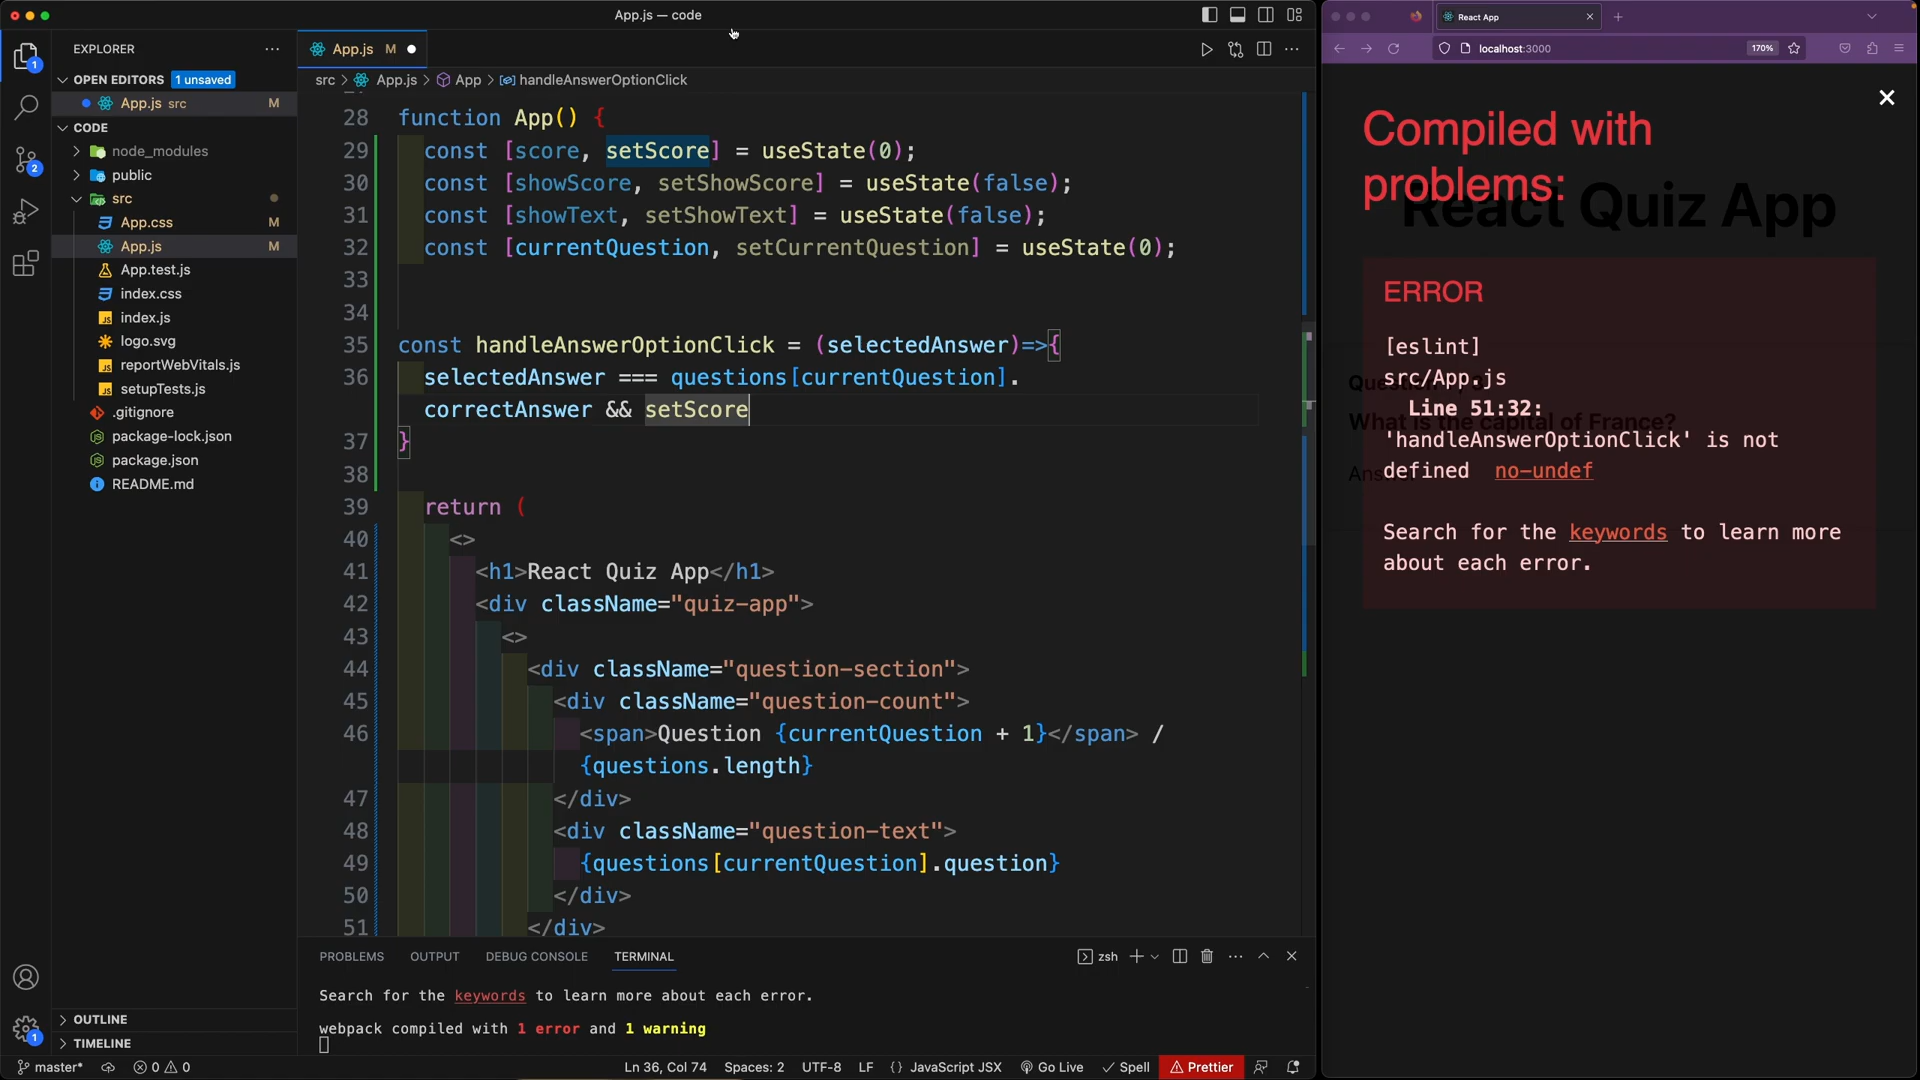 App.js — code
EXPLORER
OPEN EDITORS 1 unsaved
App.js src M
CODE
node_modules
public
src
App.css M
App.js M
App.test.js
index.css
index.js
logo.svg
reportWebVitals.js
setupTests.js
.gitignore
package-lock.json
package.json
README.md
OUTLINE
TIMELINE
1
2
1
App.js M
src > App.js > App > handleAnswerOptionClick
28 function App() {
29 const [score, setScore] = useState(0);
30 const [showScore, setShowScore] = useState(false);
31 const [showText, setShowText] = useState(false);
32 const [currentQuestion, setCurrentQuestion] = useState(0);
33
34
35 const handleAnswerOptionClick = (selectedAnswer)=>{
36 selectedAnswer === questions[currentQuestion].
correctAnswer && setScore
37 }
38
39 return (
40 <>
41 <h1>React Quiz App</h1>
42 <div className="quiz-app">
43 <>
44 <div className="question-section">
45 <div className="question-count">
46 <span>Question {currentQuestion + 1}</span> /
{questions.length}
47 </div>
48 <div className="question-text">
49 {questions[currentQuestion].question}
50 </div>
51 </div>
PROBLEMS OUTPUT DEBUG CONSOLE TERMINAL zsh
Search for the keywords to learn more about each error.
webpack compiled with 1 error and 1 warning
master* 0 0 Ln 36, Col 74 Spaces: 2 UTF-8 LF {} JavaScript JSX Go Live Spell Prettier
React App
localhost:3000 170%
Compiled with
problems:
React Quiz App
ERROR
[eslint]
src/App.js
Line 51:32:
What is the capital of France?
'handleAnswerOptionClick' is not
defined no-undef
Search for the keywords to learn more
about each error.